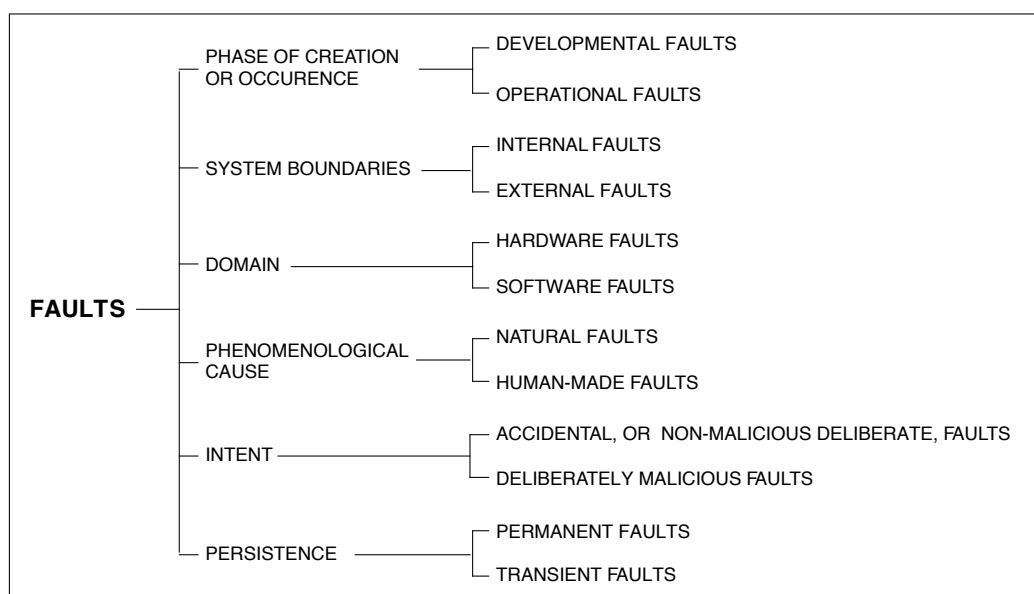 PHASE OF CREATION
OR OCCURENCE
DEVELOPMENTAL FAULTS
OPERATIONAL FAULTS
SYSTEM BOUNDARIES
INTERNAL FAULTS
EXTERNAL FAULTS
DOMAIN
HARDWARE FAULTS
SOFTWARE FAULTS
FAULTS
PHENOMENOLOGICAL
CAUSE
NATURAL FAULTS
HUMAN-MADE FAULTS
INTENT
ACCIDENTAL, OR NON-MALICIOUS DELIBERATE, FAULTS
DELIBERATELY MALICIOUS FAULTS
PERSISTENCE
PERMANENT FAULTS
TRANSIENT FAULTS